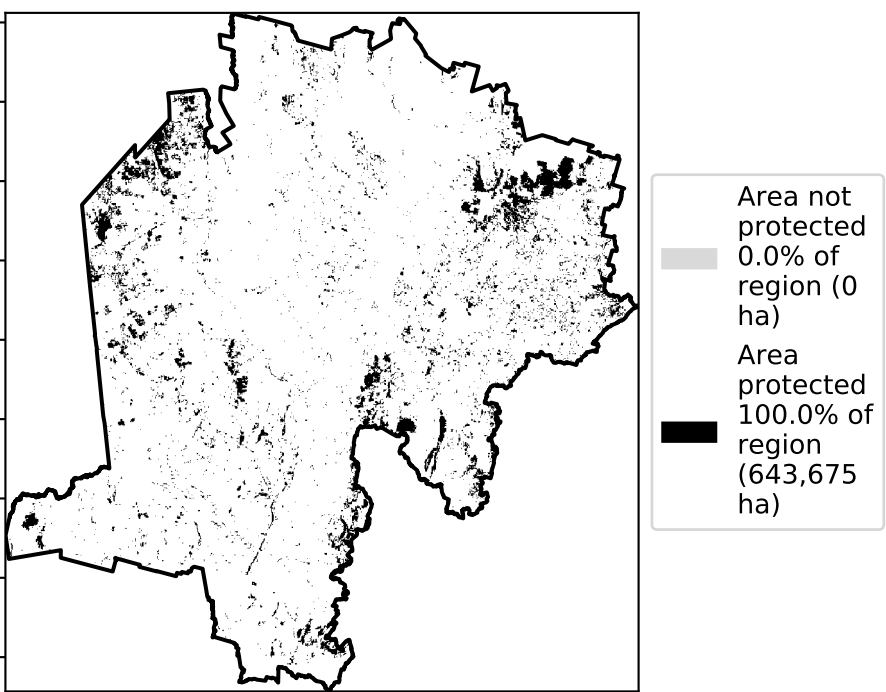 Area not
protected
0.0% of
region (0
ha)
Area
protected
100.0% of
region
(643,675
ha)